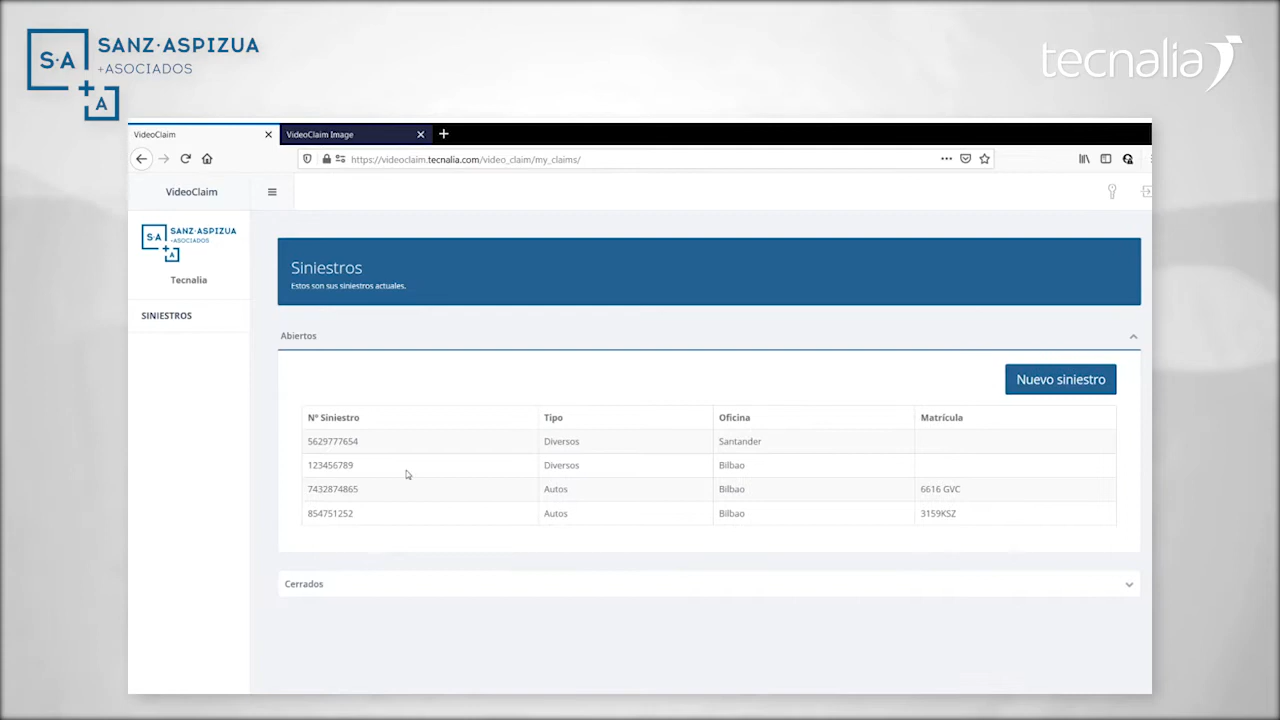 S·A
+
A
SANZ·ASPIZUA
+ASOCIADOS
tecnalia
VideoClaim
VideoClaim Image
https://videoclaim.tecnalia.com/video_claim/my_claims/
VideoClaim
S·A
+
A
SANZ·ASPIZUA
+ASOCIADOS
Tecnalia
SINIESTROS
Siniestros
Estos son sus siniestros actuales.
Abiertos
Nuevo siniestro
Nº Siniestro Tipo Oficina Matrícula
5629777654 Diversos Santander
123456789 Diversos Bilbao
7432874865 Autos Bilbao 6616 GVC
854751252 Autos Bilbao 3159KSZ
Cerrados